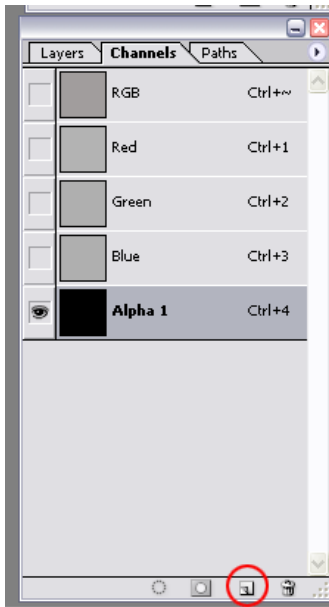 Layers Channels Paths
RGB Ctrl+~
Red Ctrl+1
Green Ctrl+2
Blue Ctrl+3
Alpha 1 Ctrl+4